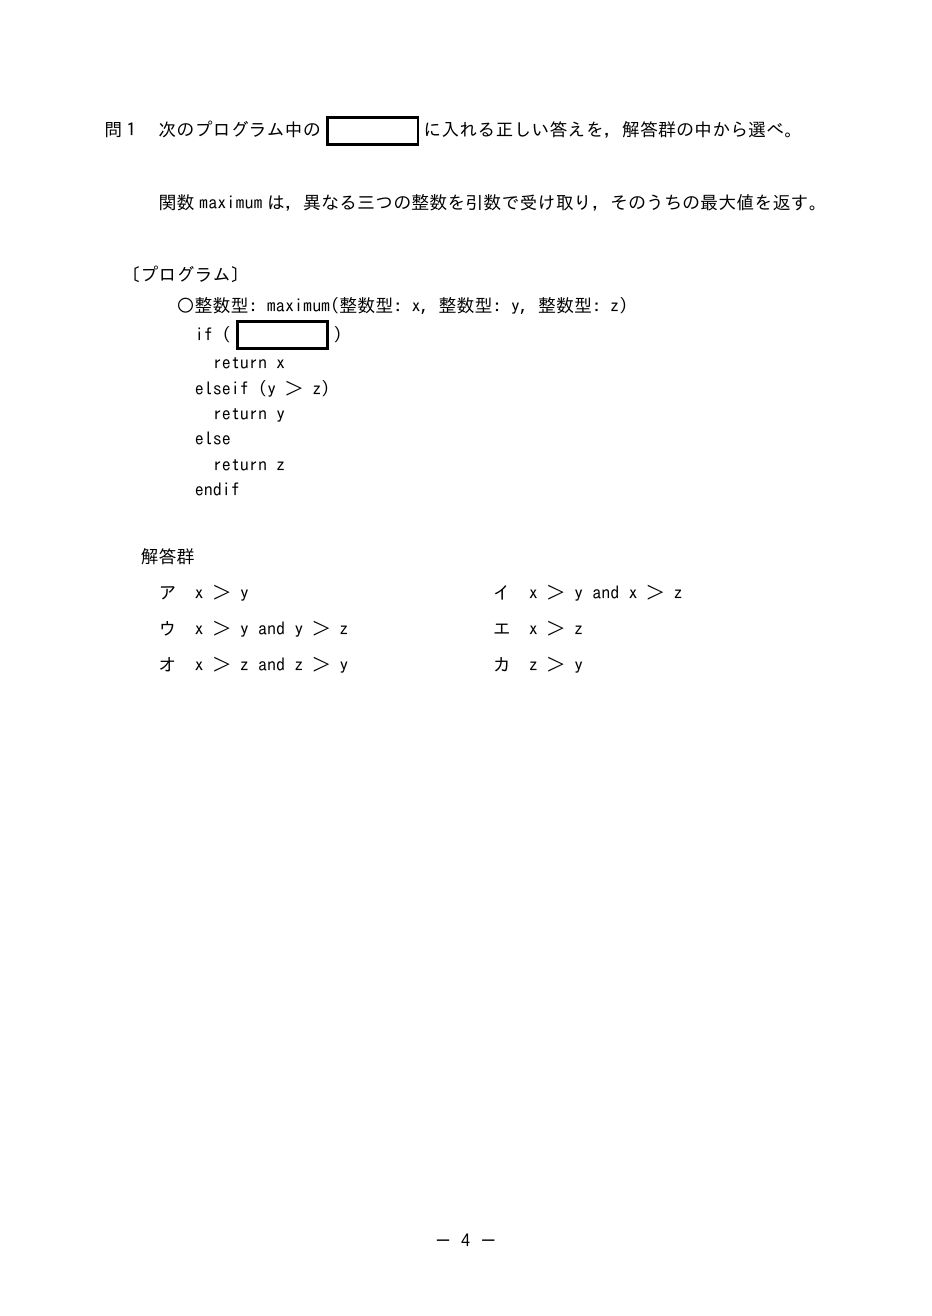 問1 次のプログラム中の に入れる正しい答えを，解答群の中から選べ。
関数 maximum は，異なる三つの整数を引数で受け取り，そのうちの最大値を返す。
〔プログラム〕
○整数型: maximum(整数型: x, 整数型: y, 整数型: z)
if ( )
return x
elseif (y ＞ z)
return y
else
return z
endif
解答群
ア x ＞ y イ x ＞ y and x ＞ z
ウ x ＞ y and y ＞ z エ x ＞ z
オ x ＞ z and z ＞ y カ z ＞ y
－ 4 －